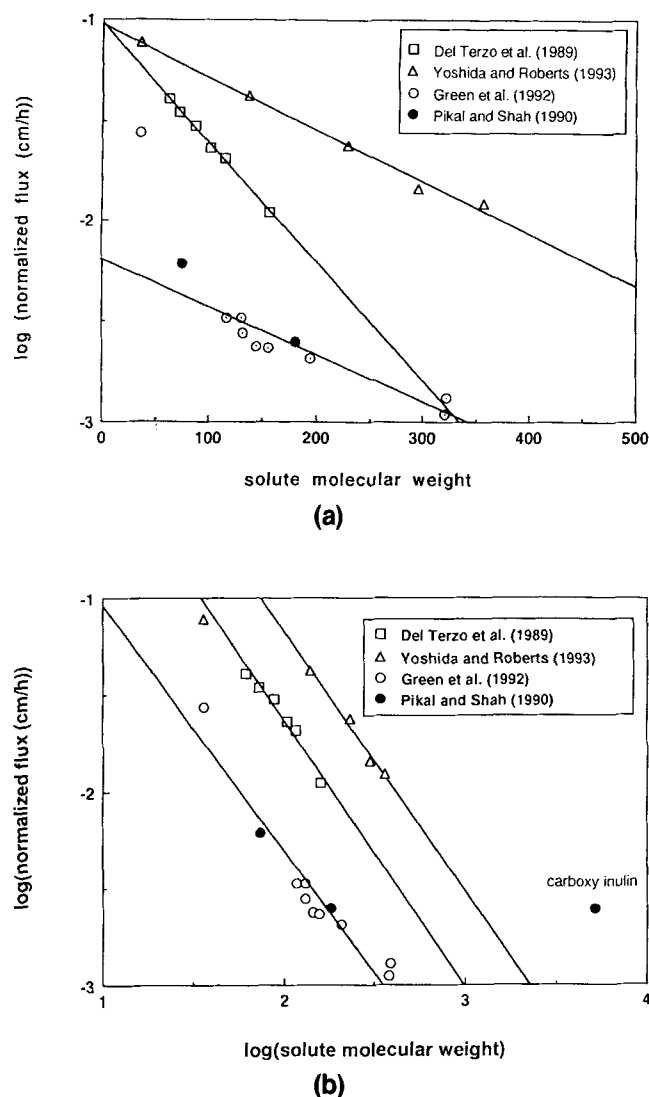 -1
-2
-3
log (normalized flux (cm/h))
Del Terzo et al. (1989)
Yoshida and Roberts (1993)
Green et al. (1992)
Pikal and Shah (1990)
0 100 200 300 400 500
solute molecular weight
(a)
-1
-2
-3
log(normalized flux (cm/h))
Del Terzo et al. (1989)
Yoshida and Roberts (1993)
Green et al. (1992)
Pikal and Shah (1990)
carboxy inulin
1 2 3 4
log(solute molecular weight)
(b)